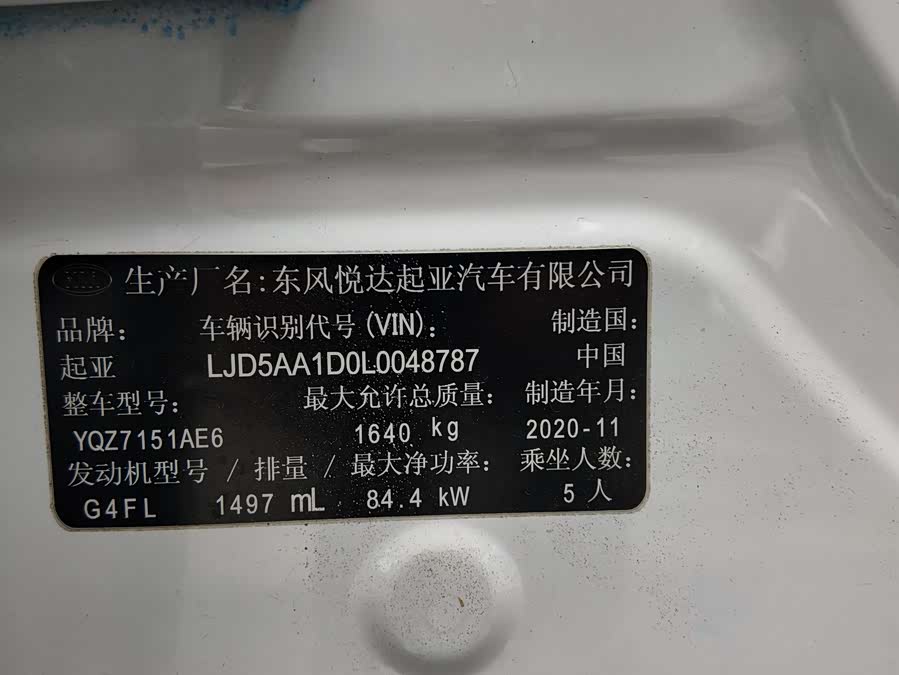 生产厂名:东风悦达起亚汽车有限公司
品牌: 车辆识别代号(VIN): 制造国:
起亚 LJD5AA1D0L0048787 中国
整车型号: 最大允许总质量: 制造年月:
YQZ7151AE6 1640 kg 2020-11
发动机型号 / 排量 / 最大净功率: 乘坐人数:
G4FL 1497 mL 84.4 kW 5 人